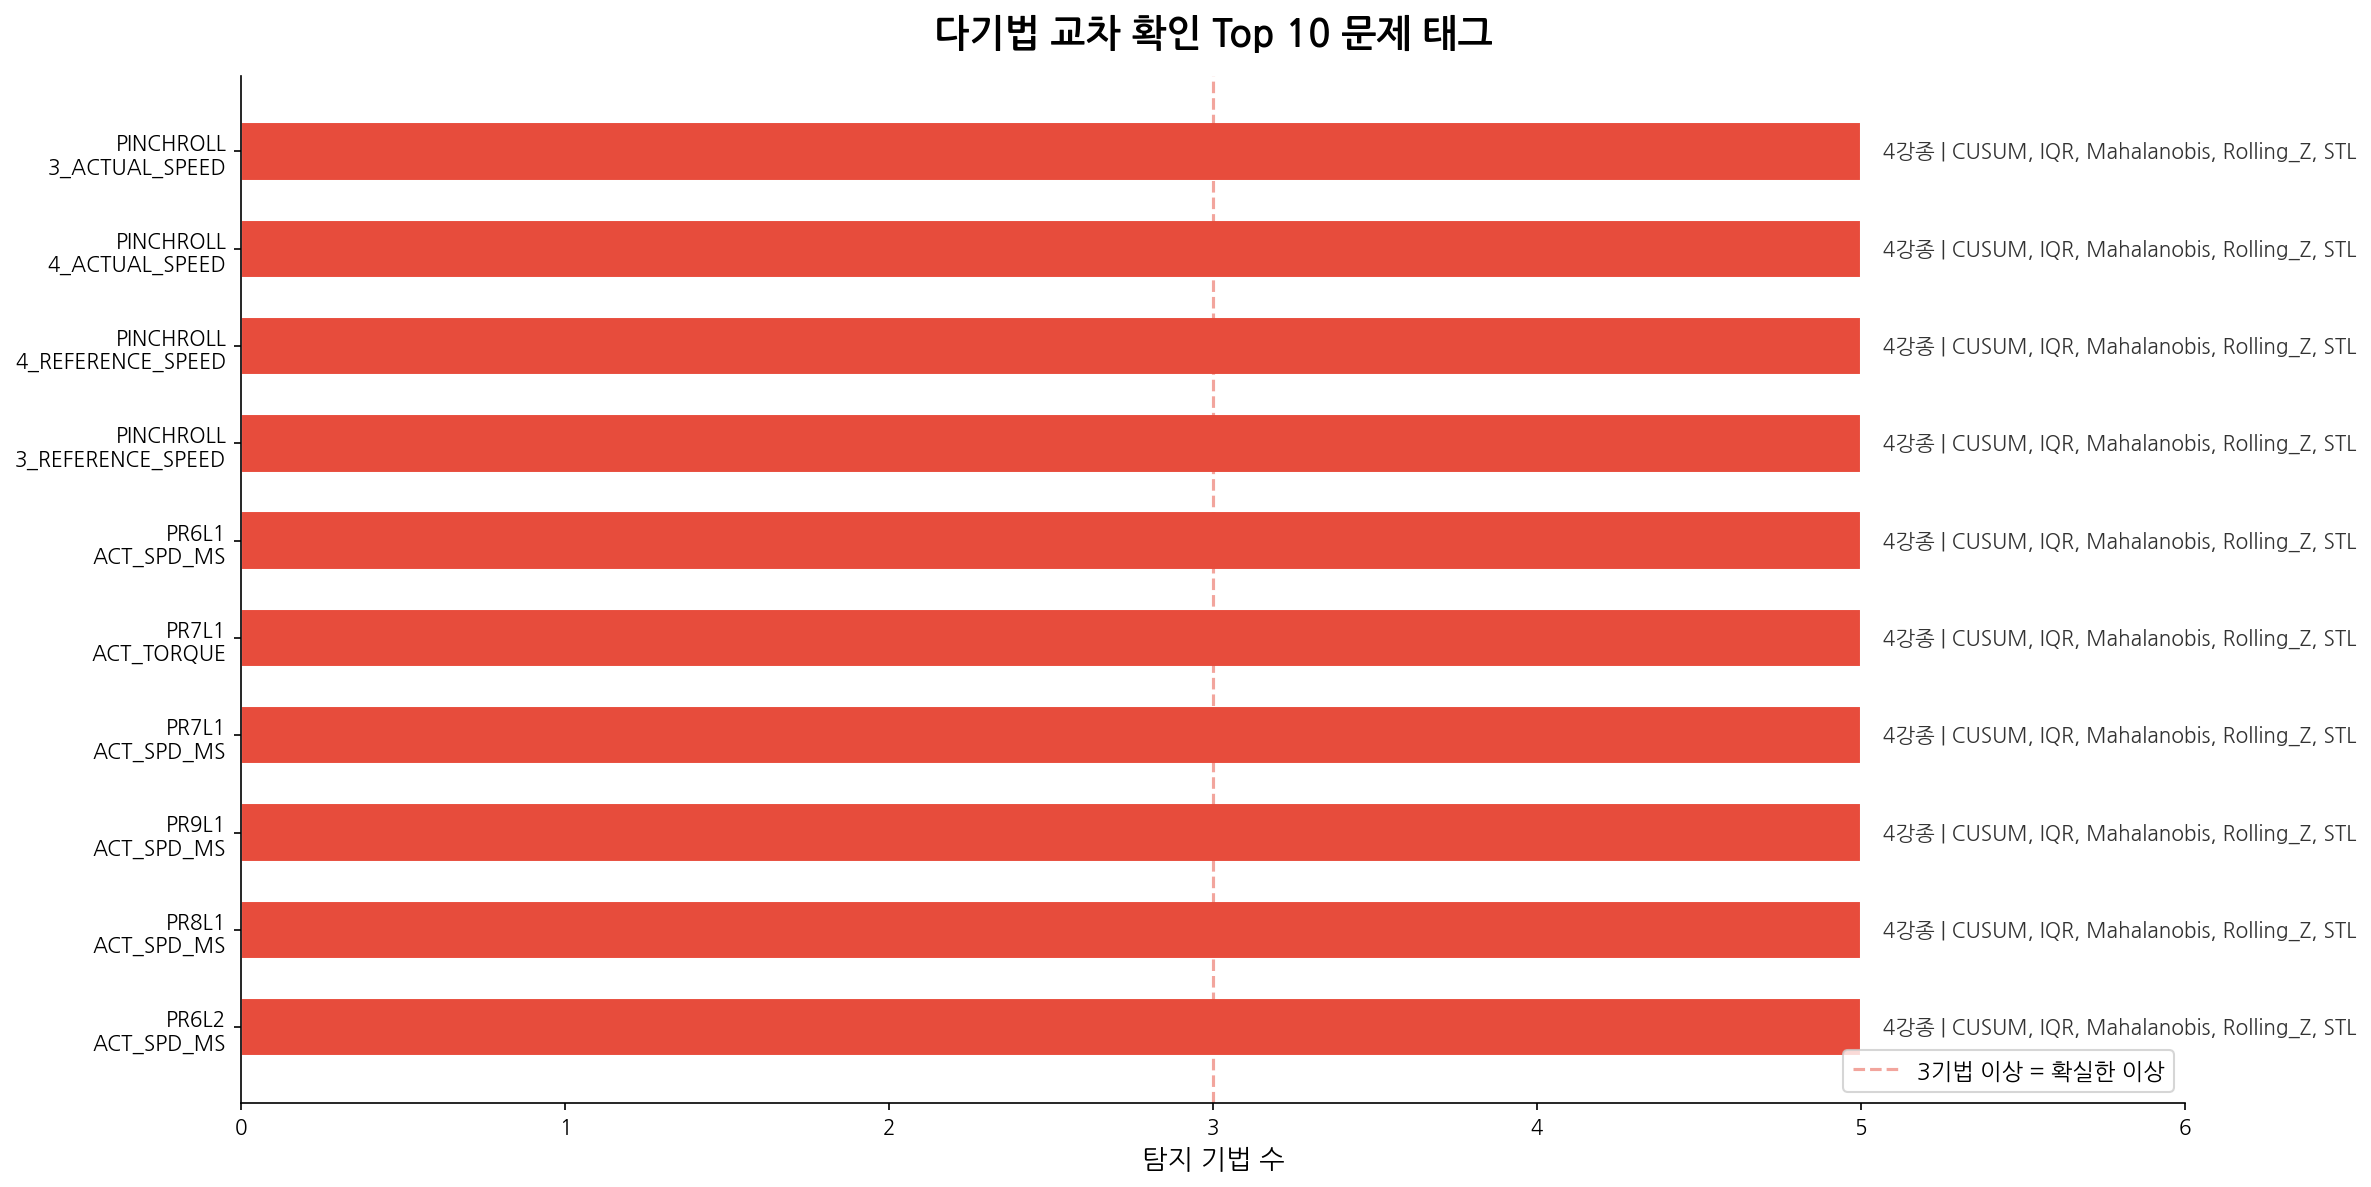 다기법 교차 확인 Top 10 문제 태그
PINCHROLL
3_ACTUAL_SPEED
4강종 | CUSUM, IQR, Mahalanobis, Rolling_Z, STL
PINCHROLL
4_ACTUAL_SPEED
4강종 | CUSUM, IQR, Mahalanobis, Rolling_Z, STL
PINCHROLL
4_REFERENCE_SPEED
4강종 | CUSUM, IQR, Mahalanobis, Rolling_Z, STL
PINCHROLL
3_REFERENCE_SPEED
4강종 | CUSUM, IQR, Mahalanobis, Rolling_Z, STL
PR6L1
ACT_SPD_MS
4강종 | CUSUM, IQR, Mahalanobis, Rolling_Z, STL
PR7L1
ACT_TORQUE
4강종 | CUSUM, IQR, Mahalanobis, Rolling_Z, STL
PR7L1
ACT_SPD_MS
4강종 | CUSUM, IQR, Mahalanobis, Rolling_Z, STL
PR9L1
ACT_SPD_MS
4강종 | CUSUM, IQR, Mahalanobis, Rolling_Z, STL
PR8L1
ACT_SPD_MS
4강종 | CUSUM, IQR, Mahalanobis, Rolling_Z, STL
PR6L2
ACT_SPD_MS
4강종 | CUSUM, IQR, Mahalanobis, Rolling_Z, STL
3기법 이상 = 확실한 이상
0 1 2 3 4 5 6
탐지 기법 수